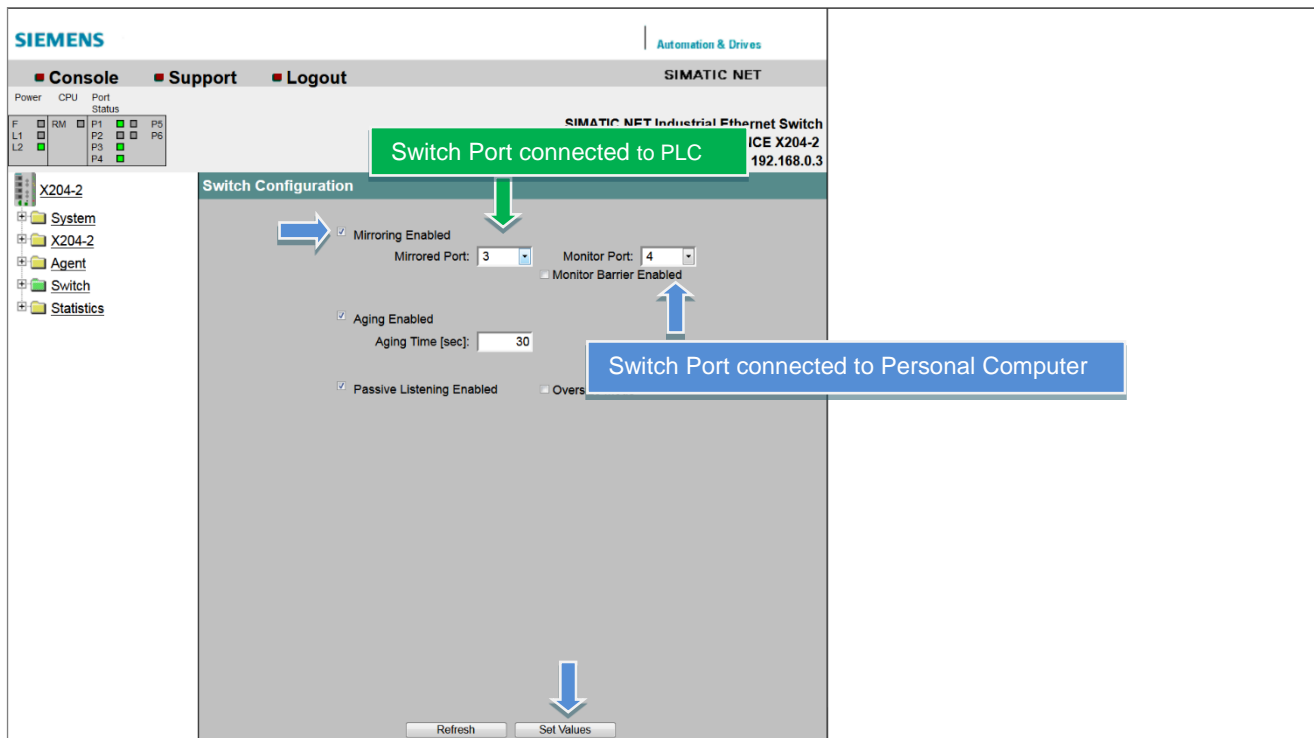 SIEMENS
Automation & Drives
Console Support Logout SIMATIC NET
Power CPU Port
Status
F RM P1 P5
L1 P2 P6
L2 P3
P4
SIMATIC NET Industrial Ethernet Switch
ICE X204-2
192.168.0.3
Switch Port connected to PLC
X204-2
System
X204-2
Agent
Switch
Statistics
Switch Configuration
Mirroring Enabled
Mirrored Port: 3 Monitor Port: 4
Monitor Barrier Enabled
Aging Enabled
Aging Time [sec]: 30
Switch Port connected to Personal Computer
Passive Listening Enabled
Refresh Set Values